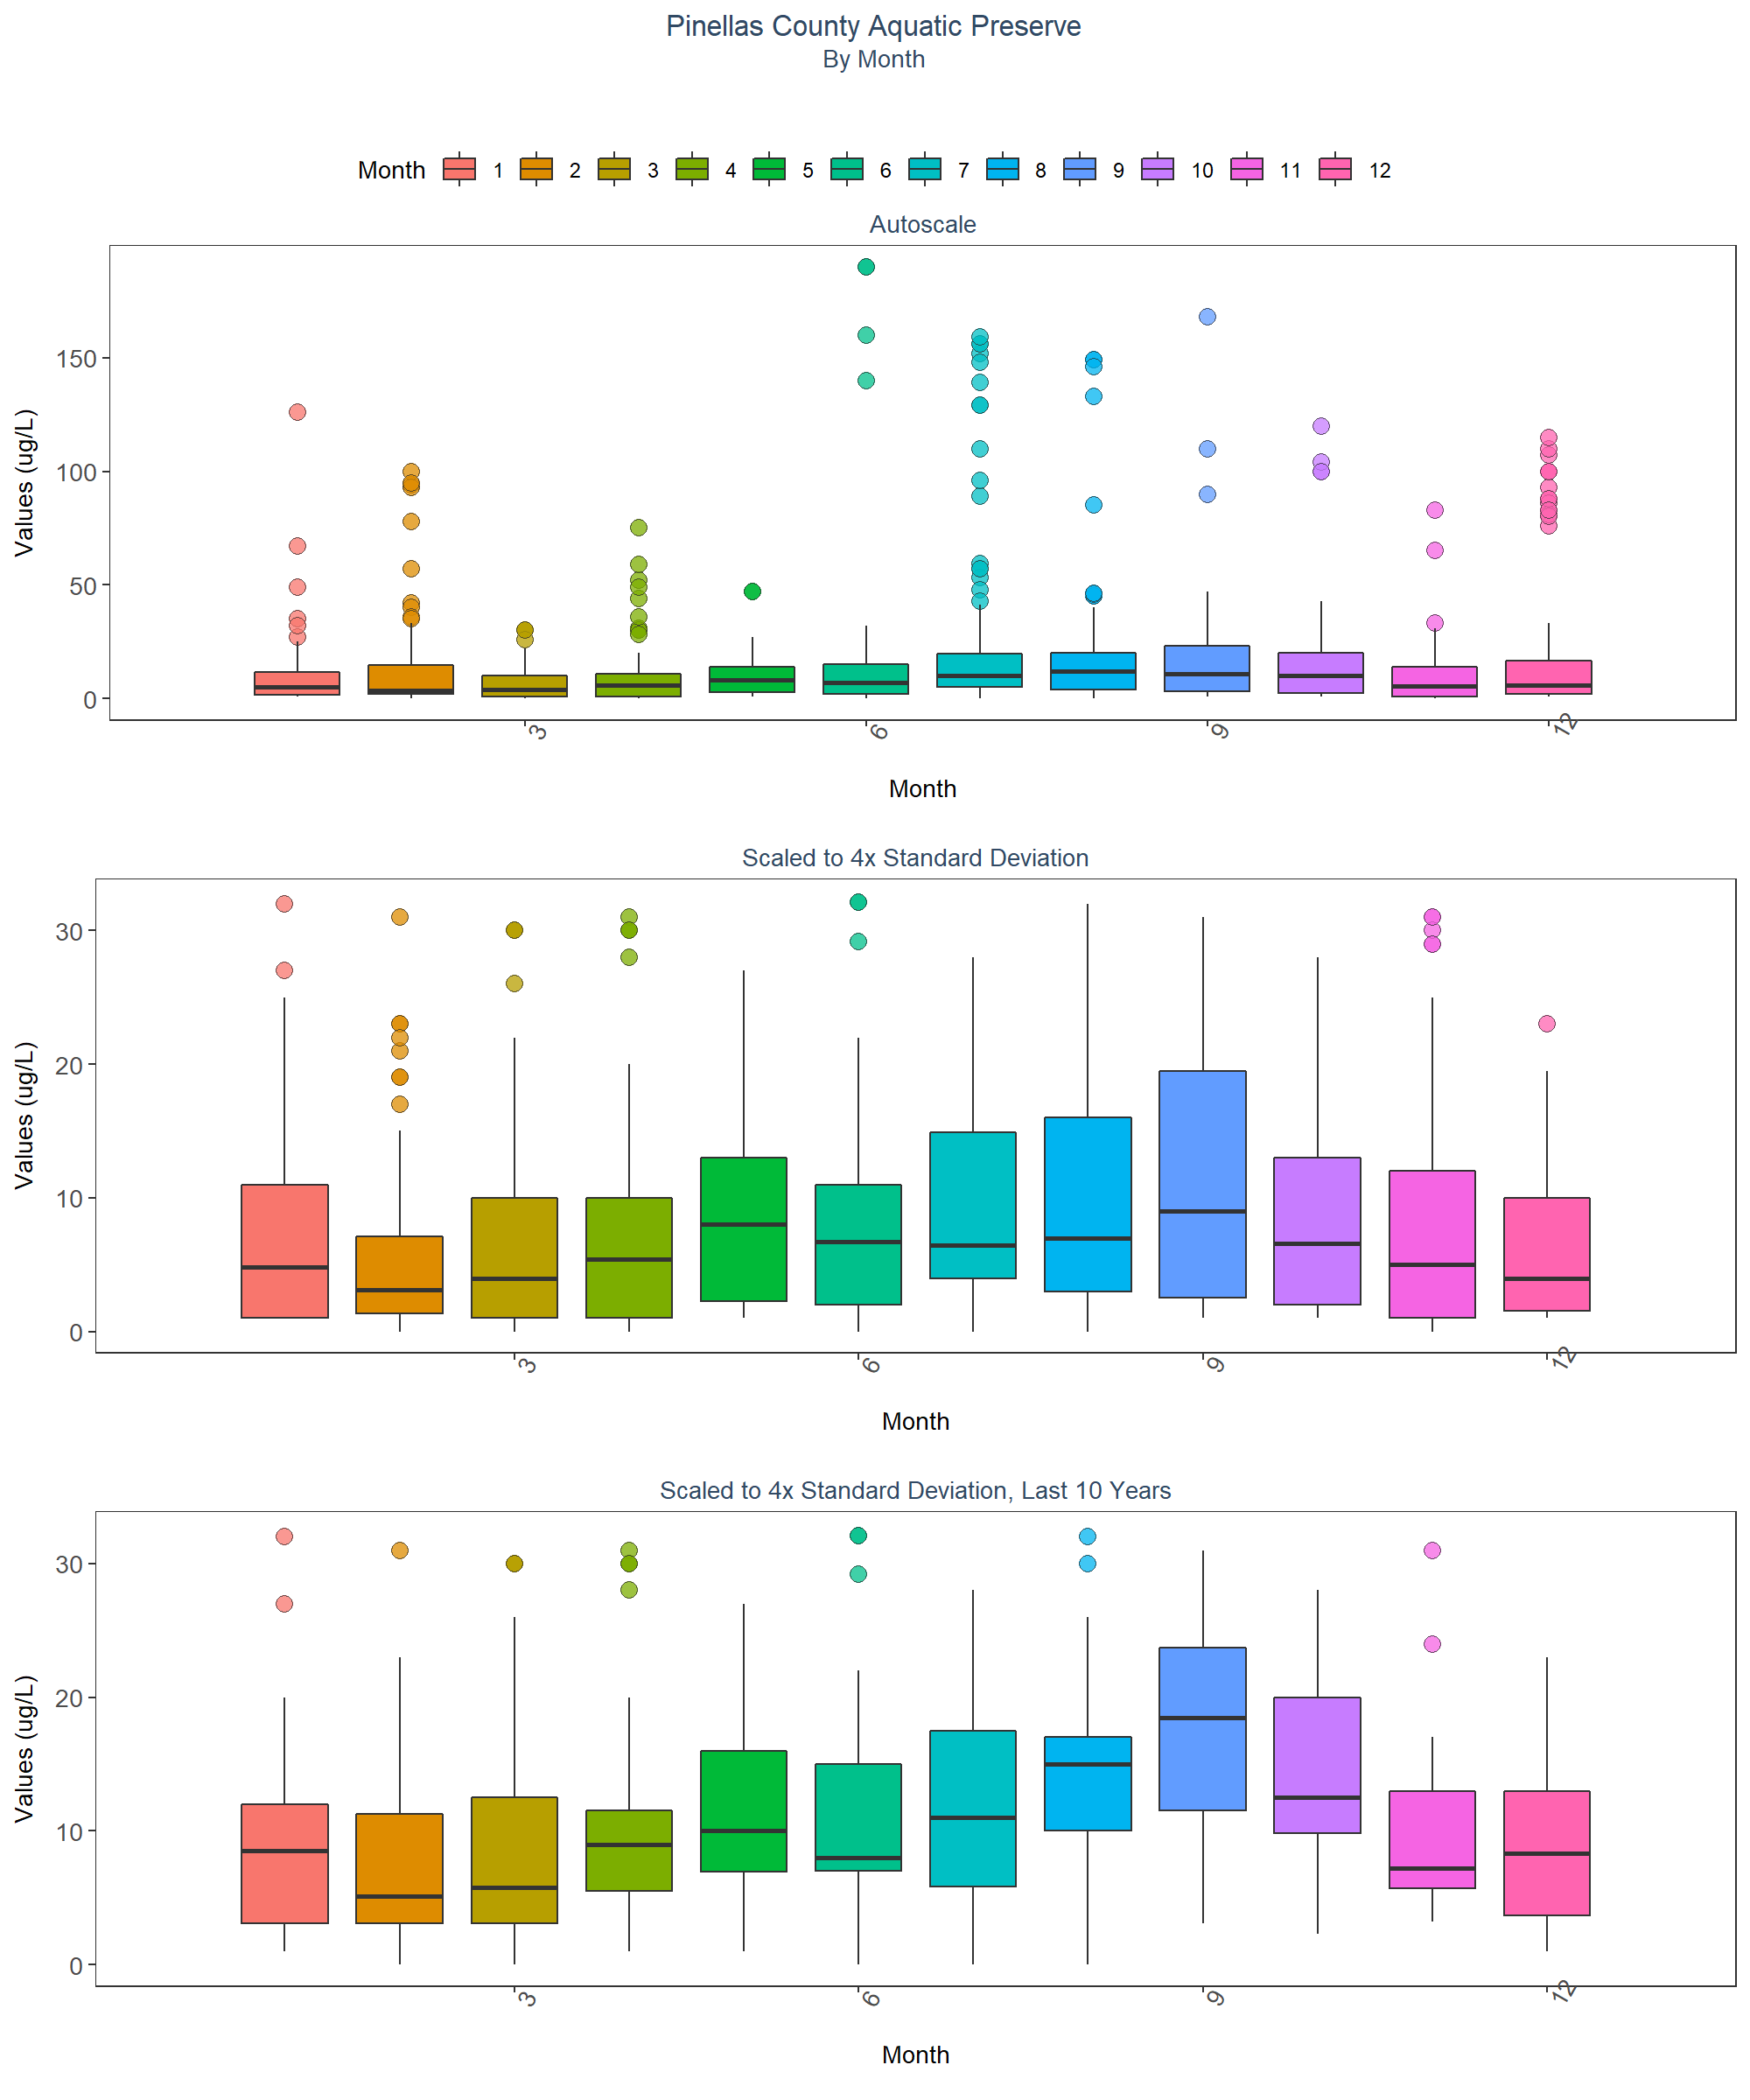 Pinellas County Aquatic Preserve
By Month
Month 1 2 3 4 5 6 7 8 9 10 11 12
Autoscale
Values (ug/L)
150
100
50
0
3 6 9 12
Month
Scaled to 4x Standard Deviation
Values (ug/L)
30
20
10
0
3 6 9 12
Month
Scaled to 4x Standard Deviation, Last 10 Years
Values (ug/L)
30
20
10
0
3 6 9 12
Month